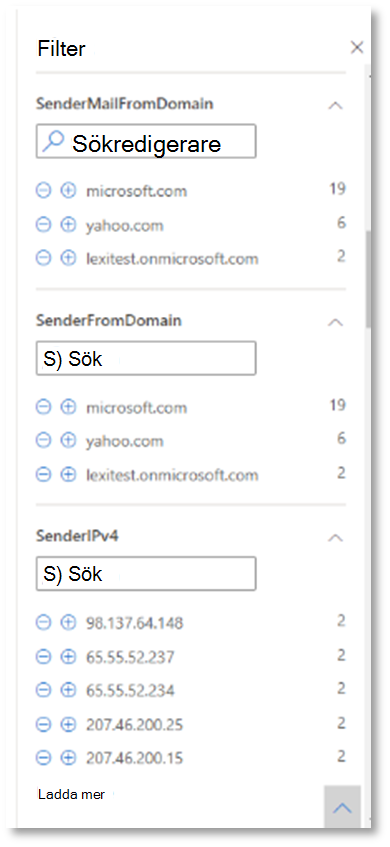 Filter
SenderMailFromDomain
Sökredigerare
microsoft.com 19
yahoo.com 6
lexitest.onmicrosoft.com 2
SenderFromDomain
S) Sök
microsoft.com 19
yahoo.com 6
lexitest.onmicrosoft.com 2
SenderIPv4
S) Sök
98.137.64.148 2
65.55.52.237 2
65.55.52.234 2
207.46.200.25 2
207.46.200.15 2
Ladda mer